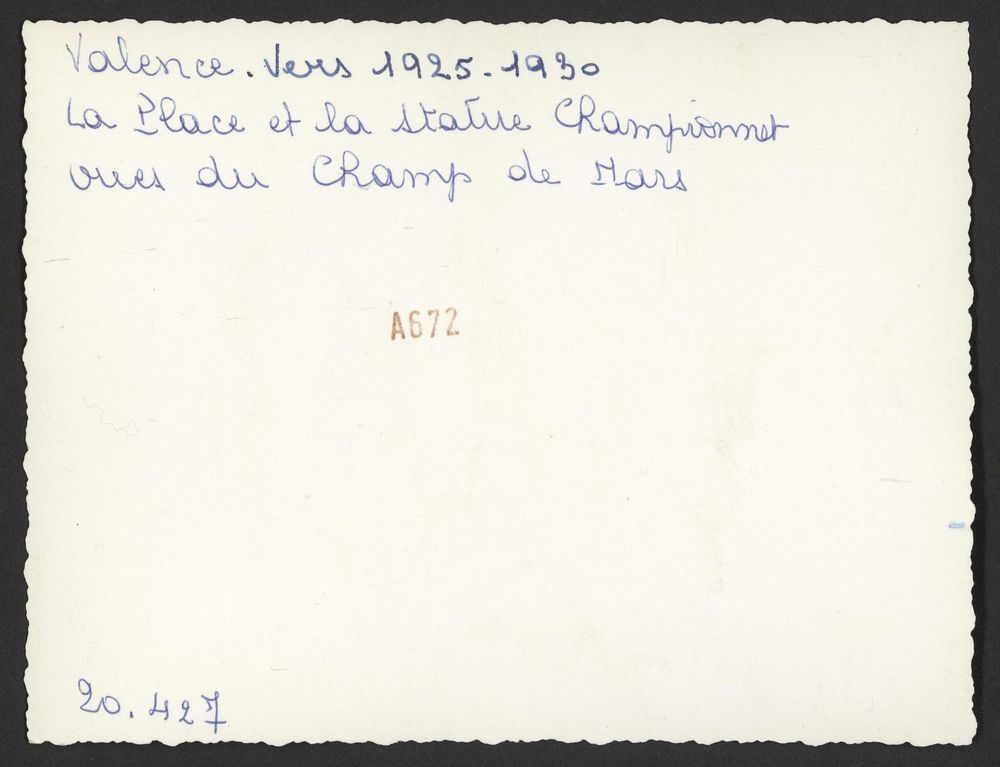 Valence. Vers 1925-1930
La Place et la statue Championnet
vues du Champ de Mars
A672
20.427